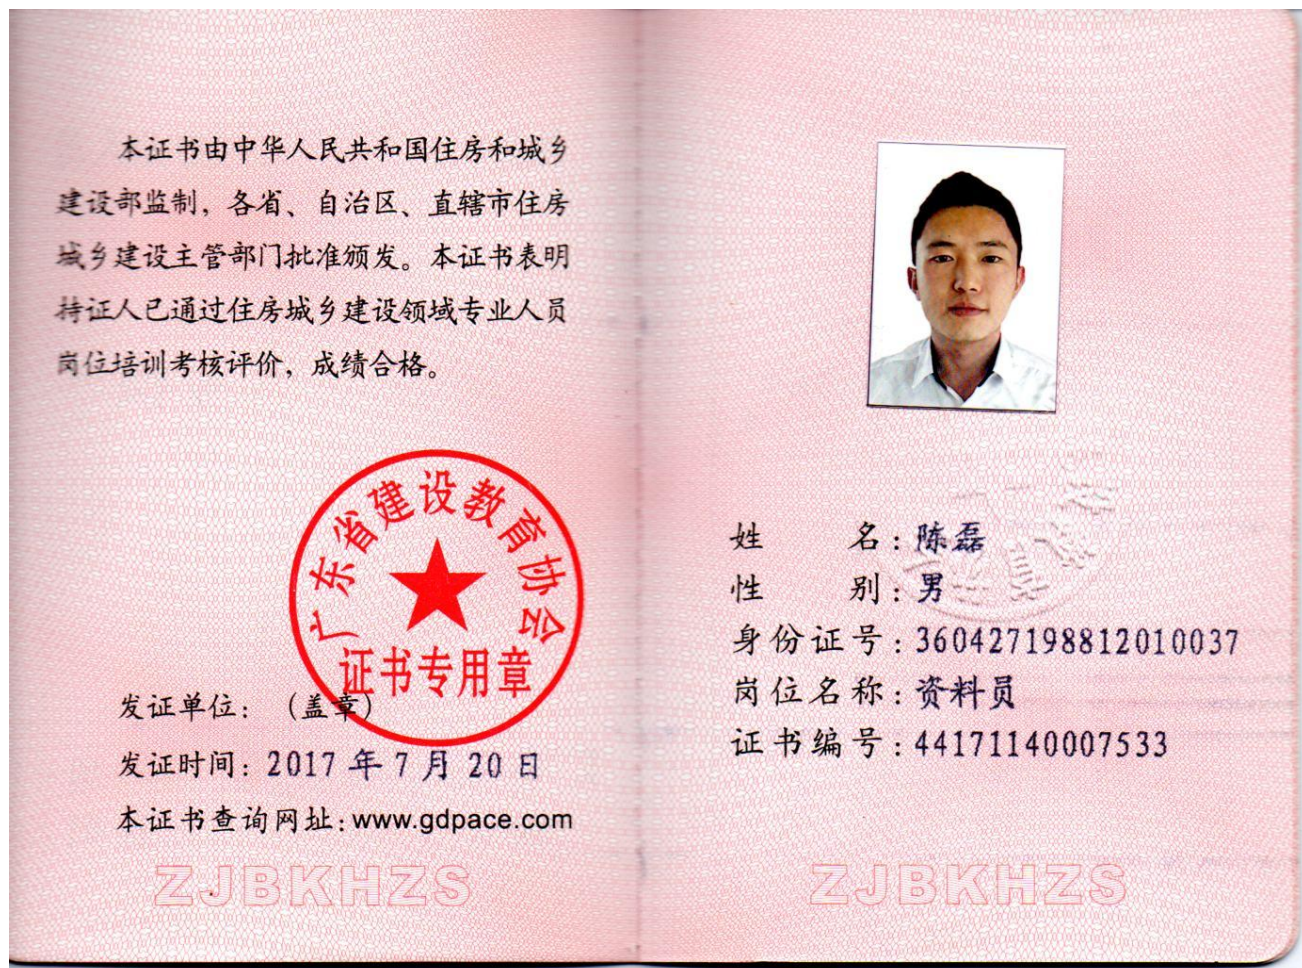 本证书由中华人民共和国住房和城乡
建设部监制，各省、自治区、直辖市住房
城乡建设主管部门批准颁发。本证书表明
持证人已通过住房城乡建设领域专业人员
岗位培训考核评价，成绩合格。
广东省建设教育协会
证书专用章
发证单位：（盖章）
发证时间：2017年7月20日
本证书查询网址：www.gdpace.com
ZJBKHZS
姓名：陈磊
性别：男
身份证号：360427198812010037
岗位名称：资料员
证书编号：44171140007533
ZJBKHZS